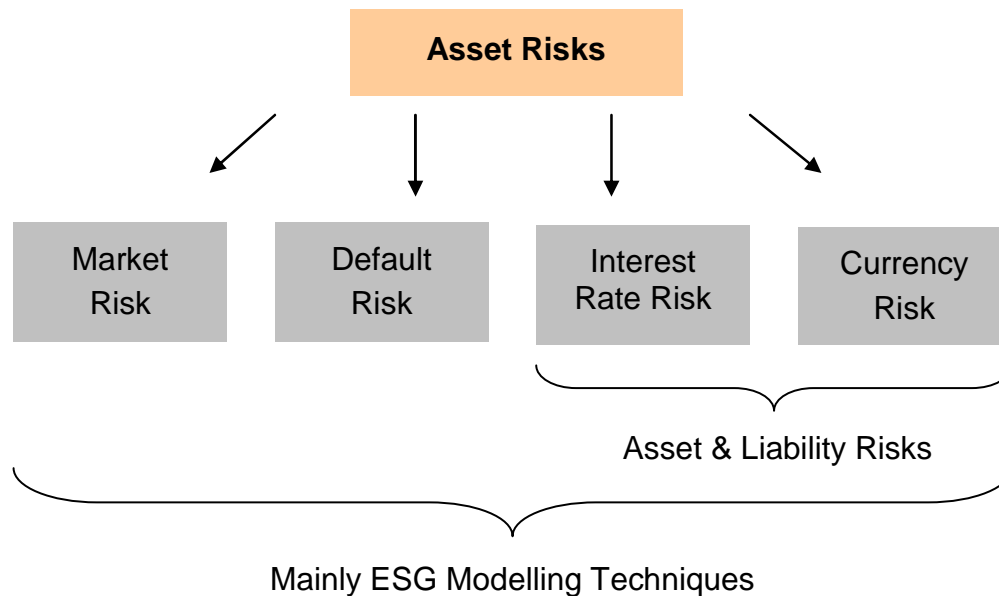 Asset Risks
Market
Risk
Default
Risk
Interest
Rate Risk
Currency
Risk
Asset & Liability Risks
Mainly ESG Modelling Techniques